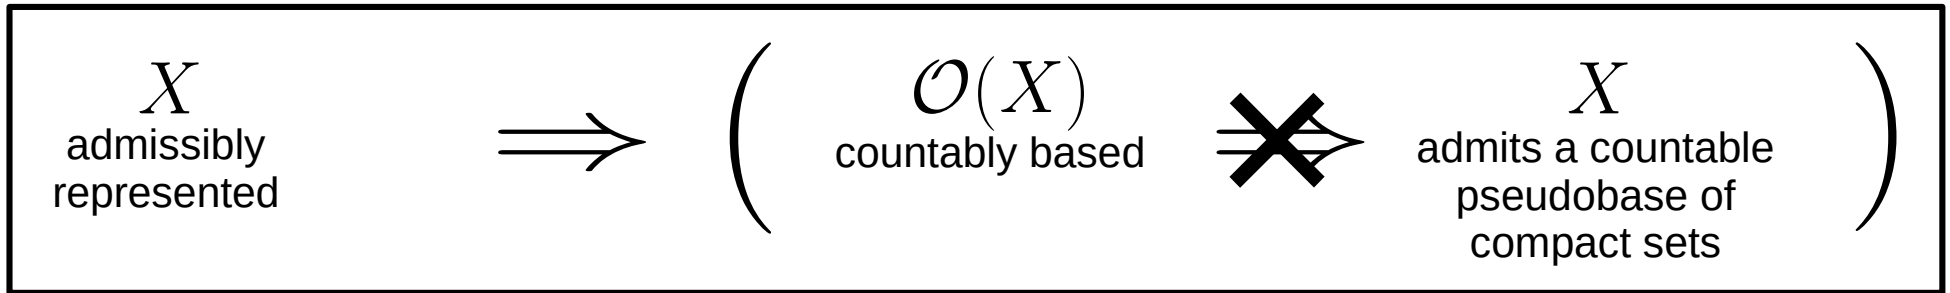 X ⟹ ( 𝒪(X) ⟹ X )
admissibly countably based admits a countable
represented pseudobase of
compact sets